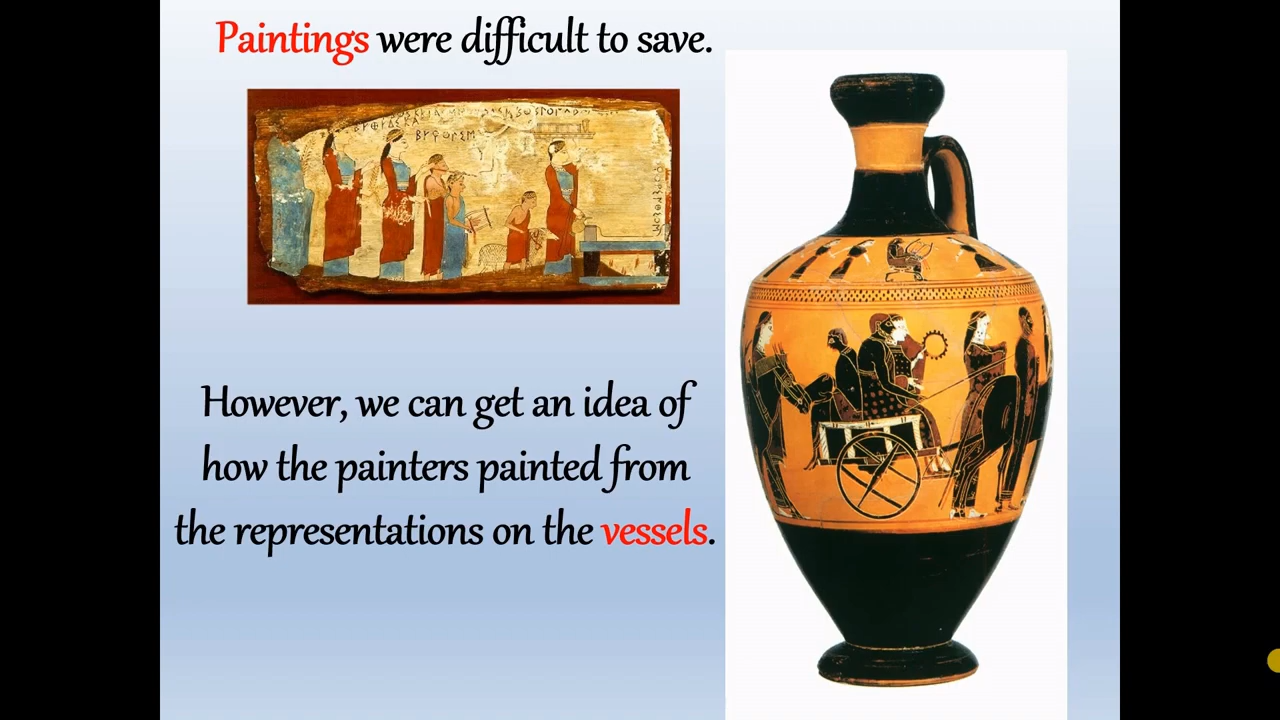 Paintings were difficult to save.
However, we can get an idea of
how the painters painted from
the representations on the vessels.